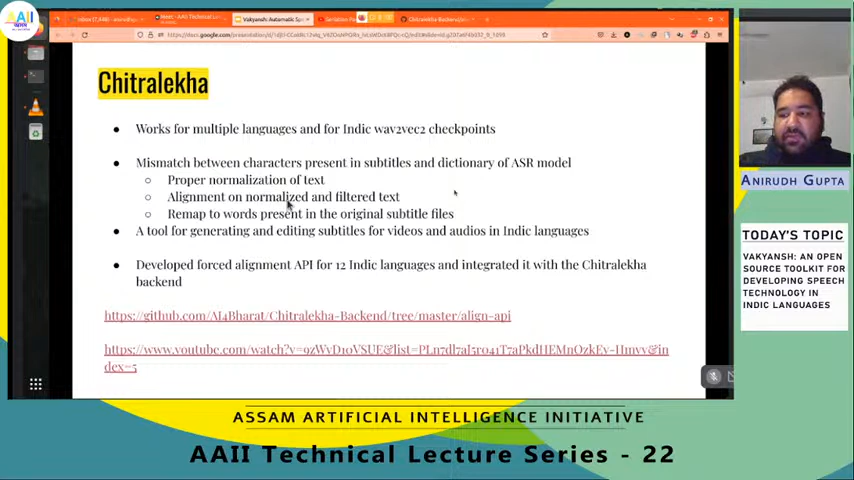 Chitralekha
● Works for multiple languages and for Indic wav2vec2 checkpoints
● Mismatch between characters present in subtitles and dictionary of ASR model
○ Proper normalization of text
○ Alignment on normalized and filtered text
○ Remap to words present in the original subtitle files
● A tool for generating and editing subtitles for videos and audios in Indic languages
● Developed forced alignment API for 12 Indic languages and integrated it with the Chitralekha
backend
https://github.com/AI4Bharat/Chitralekha-Backend/tree/master/align-api
ANIRUDH GUPTA
TODAY'S TOPIC
VAKYANSH: AN OPEN
SOURCE TOOLKIT FOR
DEVELOPING SPEECH
TECHNOLOGY IN
INDIC LANGUAGES
ASSAM ARTIFICIAL INTELLIGENCE INITIATIVE
AAII Technical Lecture Series - 22